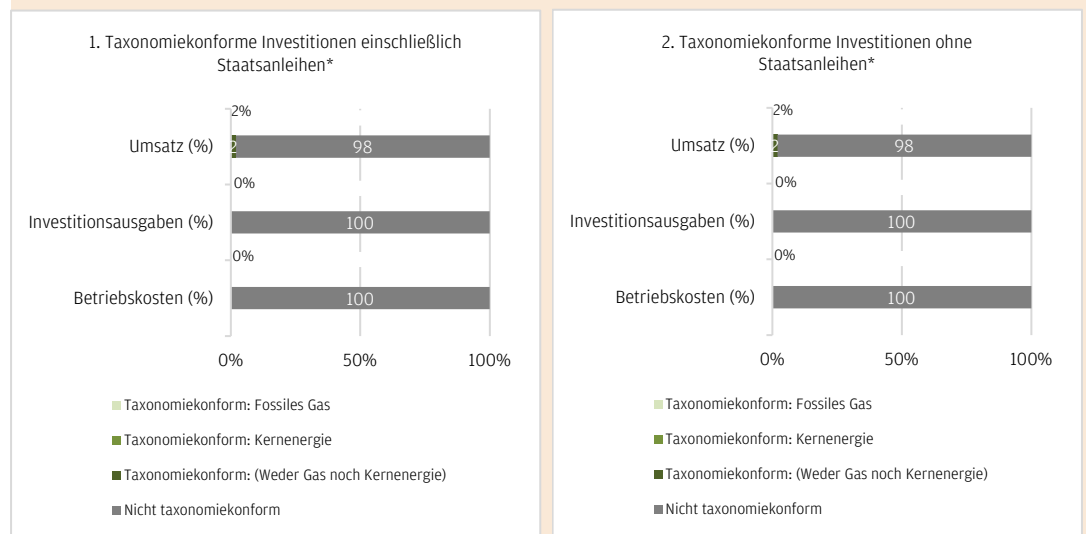 1. Taxonomiekonforme Investitionen einschließlich
Staatsanleihen*
2%
Umsatz (%)
2
98
0%
Investitionsausgaben (%)
100
0%
Betriebskosten (%)
100
0%
50%
100%
Taxonomiekonform: Fossiles Gas
Taxonomiekonform: Kernenergie
Taxonomiekonform: (Weder Gas noch Kernenergie)
Nicht taxonomiekonform
2. Taxonomiekonforme Investitionen ohne
Staatsanleihen*
2%
Umsatz (%)
2
98
0%
Investitionsausgaben (%)
100
0%
Betriebskosten (%)
100
0%
50%
100%
Taxonomiekonform: Fossiles Gas
Taxonomiekonform: Kernenergie
Taxonomiekonform: (Weder Gas noch Kernenergie)
Nicht taxonomiekonform